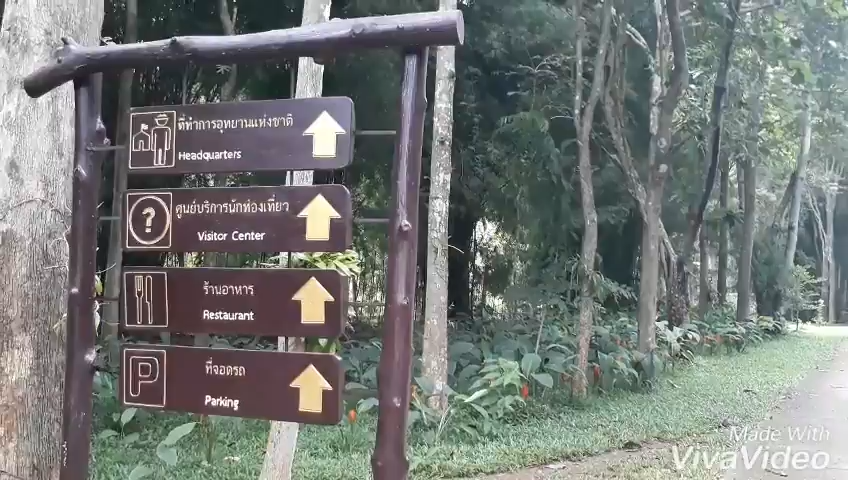 ที่ทำการอุทยานแห่งชาติ
Headquarters
?
ศูนย์บริการนักท่องเที่ยว
Visitor Center
ร้านอาหาร
Restaurant
P
ที่จอดรถ
Parking
Made With
VivaVideo